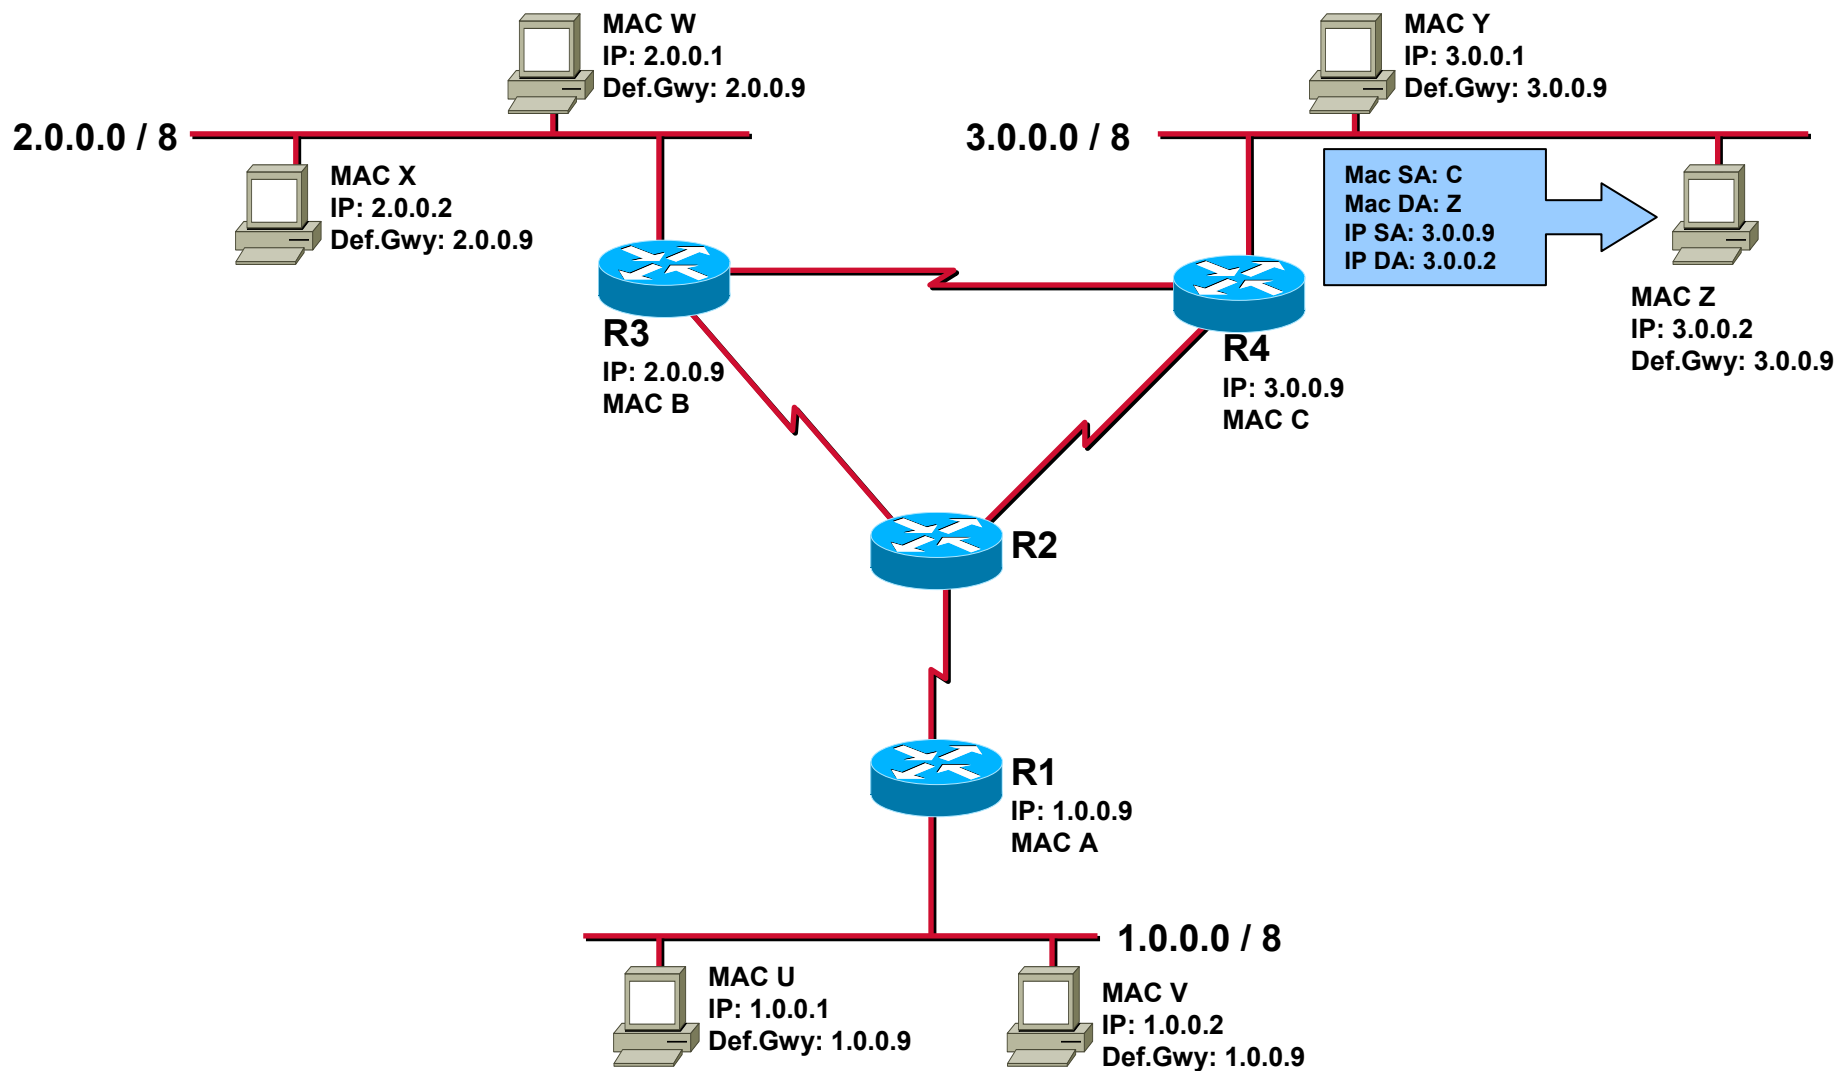 MAC W
IP: 2.0.0.1
Def.Gwy: 2.0.0.9
MAC Y
IP: 3.0.0.1
Def.Gwy: 3.0.0.9
2.0.0.0 / 8
3.0.0.0 / 8
MAC X
IP: 2.0.0.2
Def.Gwy: 2.0.0.9
Mac SA: C
Mac DA: Z
IP SA: 3.0.0.9
IP DA: 3.0.0.2
MAC Z
IP: 3.0.0.2
Def.Gwy: 3.0.0.9
R3
IP: 2.0.0.9
MAC B
R4
IP: 3.0.0.9
MAC C
R2
R1
IP: 1.0.0.9
MAC A
1.0.0.0 / 8
MAC U
IP: 1.0.0.1
Def.Gwy: 1.0.0.9
MAC V
IP: 1.0.0.2
Def.Gwy: 1.0.0.9